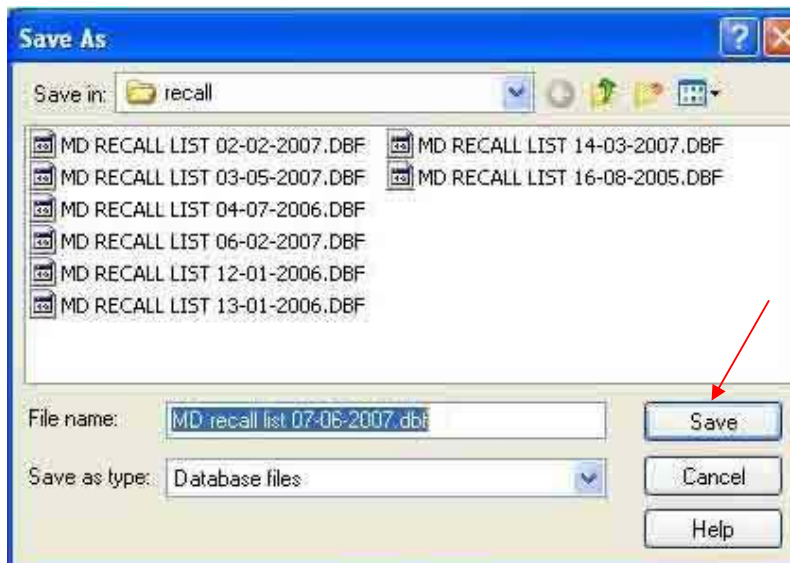 Save As
Save in: recall
MD RECALL LIST 02-02-2007.DBF
MD RECALL LIST 03-05-2007.DBF
MD RECALL LIST 04-07-2006.DBF
MD RECALL LIST 06-02-2007.DBF
MD RECALL LIST 12-01-2006.DBF
MD RECALL LIST 13-01-2006.DBF
MD RECALL LIST 14-03-2007.DBF
MD RECALL LIST 16-08-2005.DBF
File name: MD recall list 07-06-2007.dbf
Save
Save as type: Database files
Cancel
Help